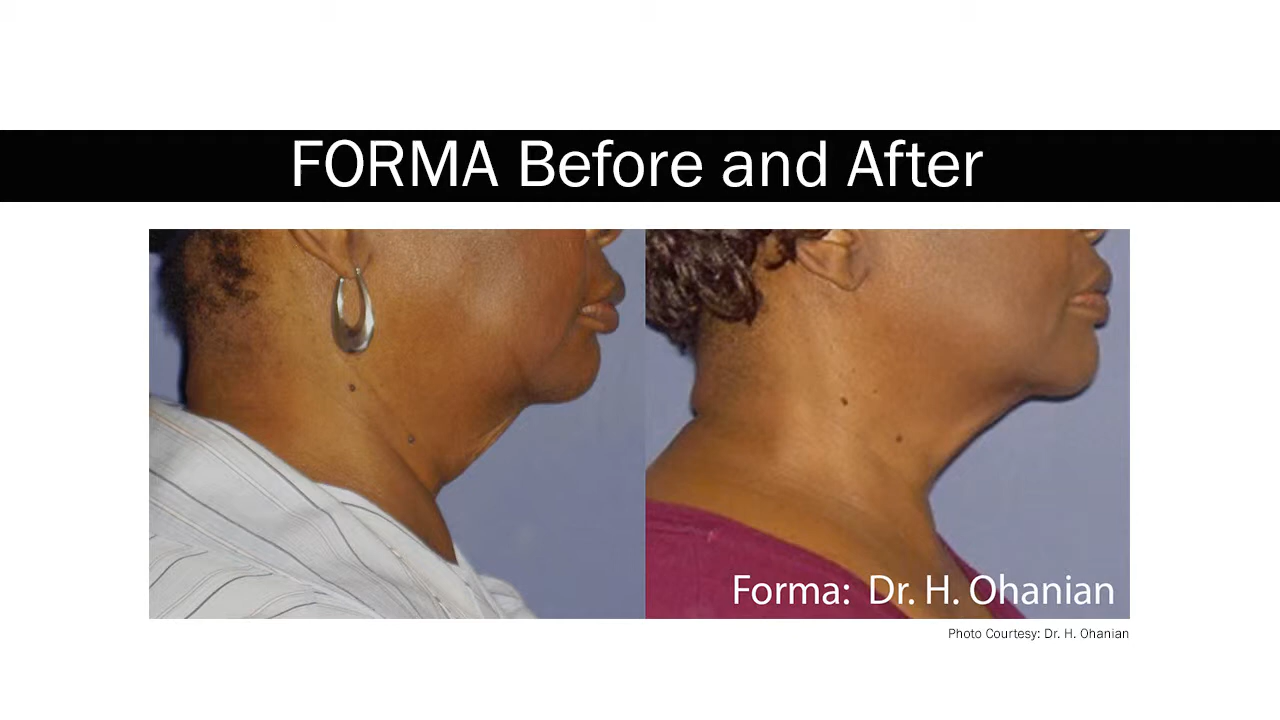 FORMA Before and After
Forma: Dr. H. Ohanian
Photo Courtesy: Dr. H. Ohanian